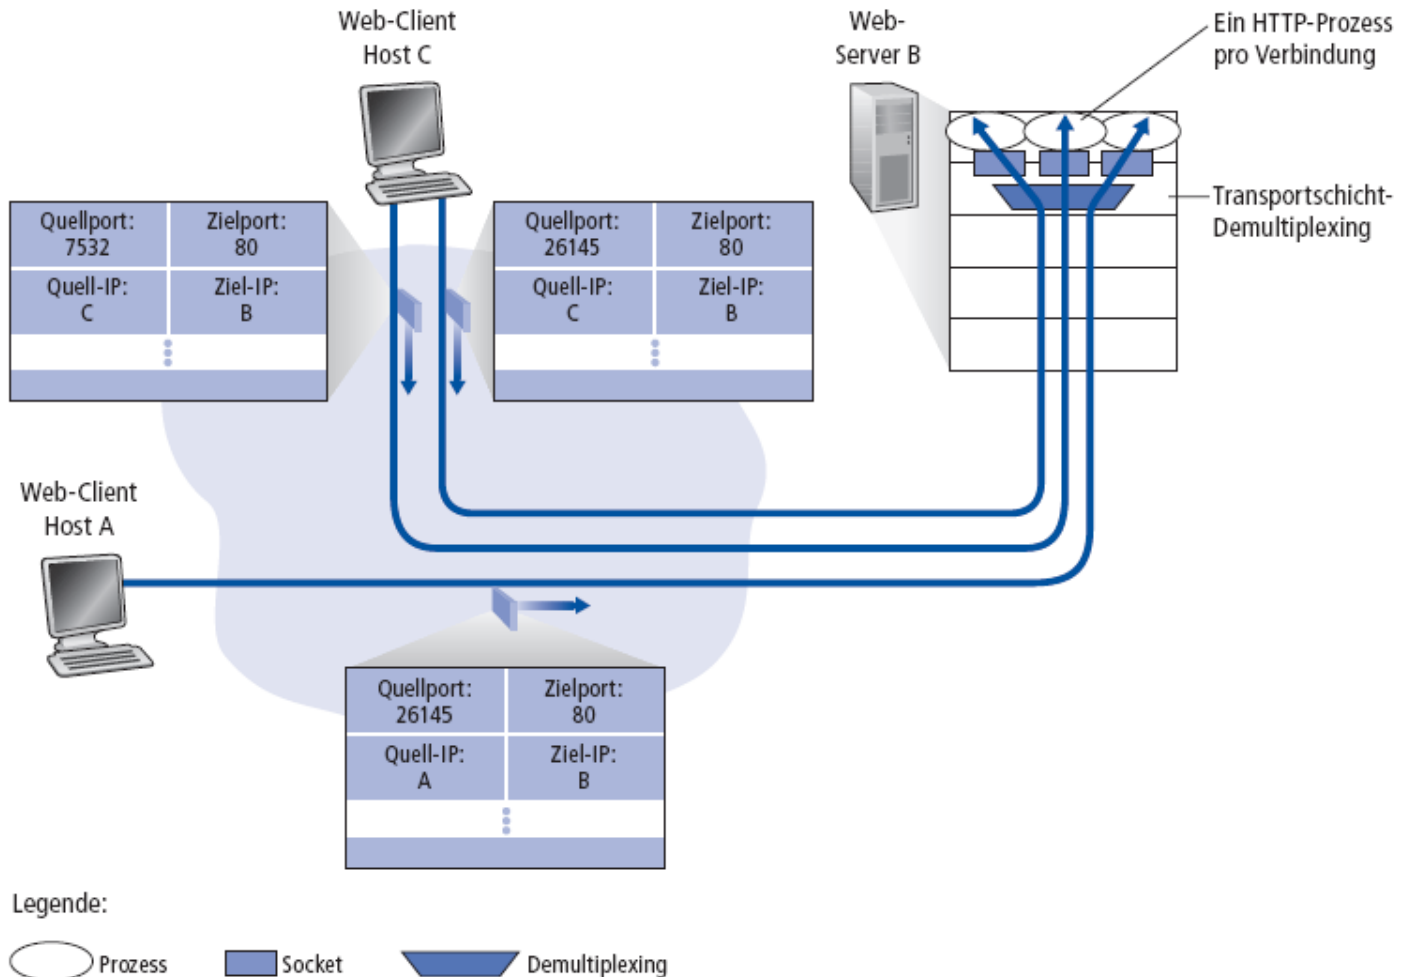 Web-Client
Host C
Web-
Server B
Ein HTTP-Prozess
pro Verbindung
Transportschicht-
Demultiplexing
Quellport:
7532
Zielport:
80
Quell-IP:
C
Ziel-IP:
B
Quellport:
26145
Zielport:
80
Quell-IP:
C
Ziel-IP:
B
Web-Client
Host A
Quellport:
26145
Zielport:
80
Quell-IP:
A
Ziel-IP:
B
Legende:
Prozess
Socket
Demultiplexing